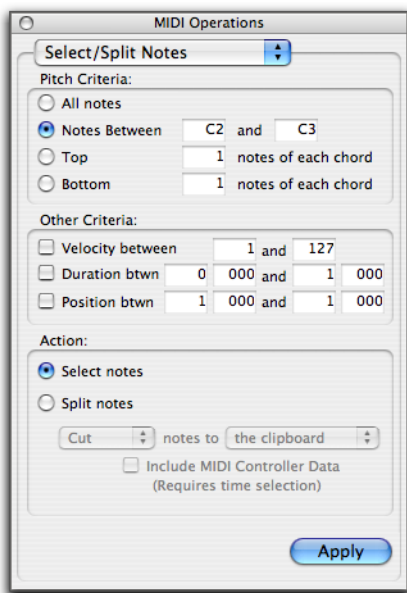 MIDI Operations
Select/Split Notes
Pitch Criteria:
All notes
Notes Between C2 and C3
Top 1 notes of each chord
Bottom 1 notes of each chord
Other Criteria:
Velocity between 1 and 127
Duration btwn 0 000 and 1 000
Position btwn 1 000 and 1 000
Action:
Select notes
Split notes
Cut notes to the clipboard
Include MIDI Controller Data
(Requires time selection)
Apply